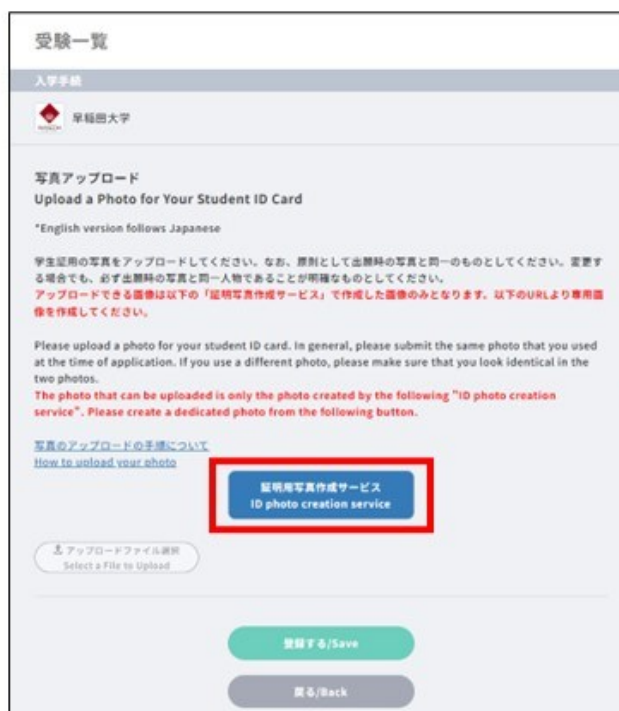 受験一覧
入学手続
早稲田大学
写真アップロード
Upload a Photo for Your Student ID Card
*English version follows Japanese
学生証用の写真をアップロードしてください。なお、原則として出願時の写真と同一のものとしてください。変更す
る場合でも、必ず出願時の写真と同一人物であることが明確なものとしてください。
アップロードできる画像は以下の「証明写真作成サービス」で作成した画像のみとなります。以下のURLより専用画
像を作成してください。
Please upload a photo for your student ID card. In general, please submit the same photo that you used
at the time of application. If you use a different photo, please make sure that you look identical in the
two photos.
The photo that can be uploaded is only the photo created by the following "ID photo creation
service". Please create a dedicated photo from the following button.
写真のアップロードの手順について
How to upload your photo
証明用写真作成サービス
ID photo creation service
アップロードファイル選択
Select a File to Upload
登録する/Save
戻る/Back